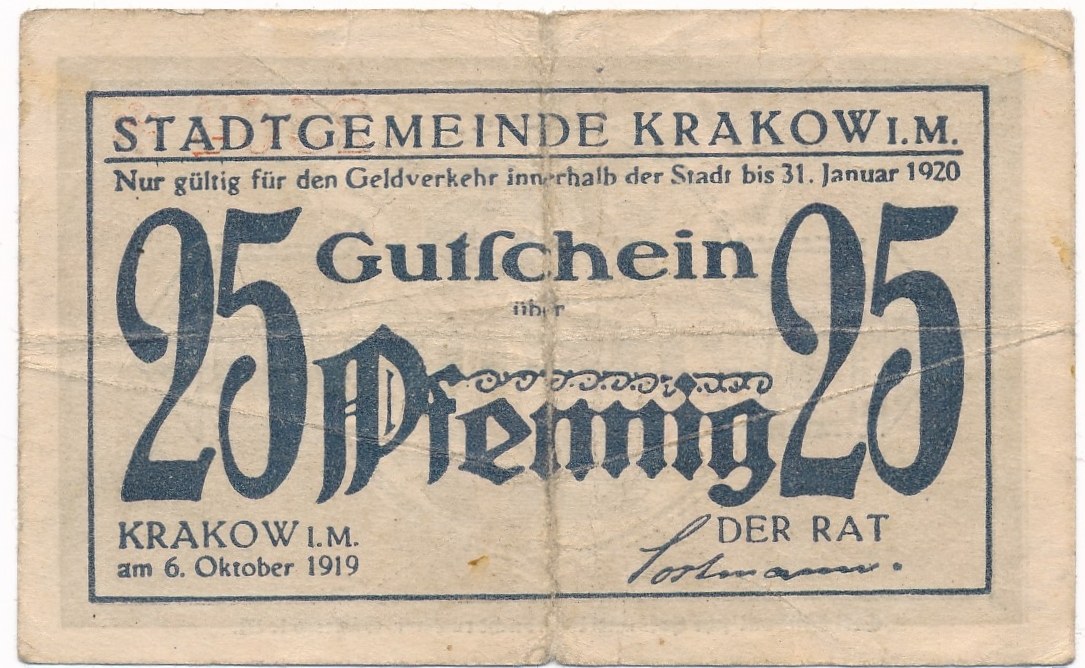 STADTGEMEINDE KRAKOW I.M.
Nur gültig für den Geldverkehr innerhalb der Stadt bis 31. Januar 1920
25 Gutſchein 25
über
Pfennig
KRAKOW I.M.
am 6. Oktober 1919
DER RAT